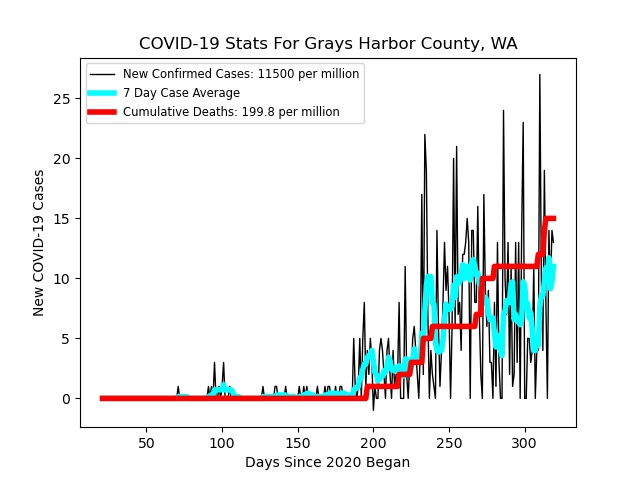 COVID-19 Stats For Grays Harbor County, WA
New Confirmed Cases: 11500 per million
7 Day Case Average
Cumulative Deaths: 199.8 per million
New COVID-19 Cases
25
20
15
10
5
0
50 100 150 200 250 300
Days Since 2020 Began